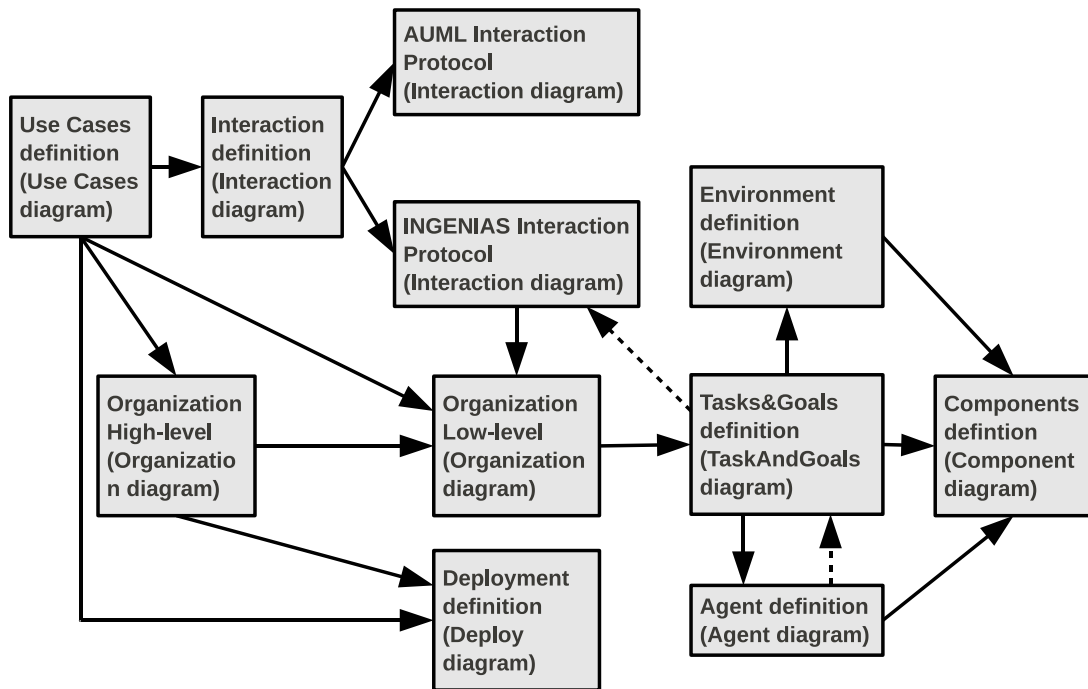 AUML Interaction
Protocol
(Interaction diagram)
Use Cases
definition
(Use Cases
diagram)
Interaction
definition
(Interaction
diagram)
INGENIAS Interaction
Protocol
(Interaction diagram)
Environment
definition
(Environment
diagram)
Organization
High-level
(Organizatio
n diagram)
Organization
Low-level
(Organization
diagram)
Tasks&Goals
definition
(TaskAndGoals
diagram)
Components
defintion
(Component
diagram)
Deployment
definition
(Deploy
diagram)
Agent definition
(Agent diagram)